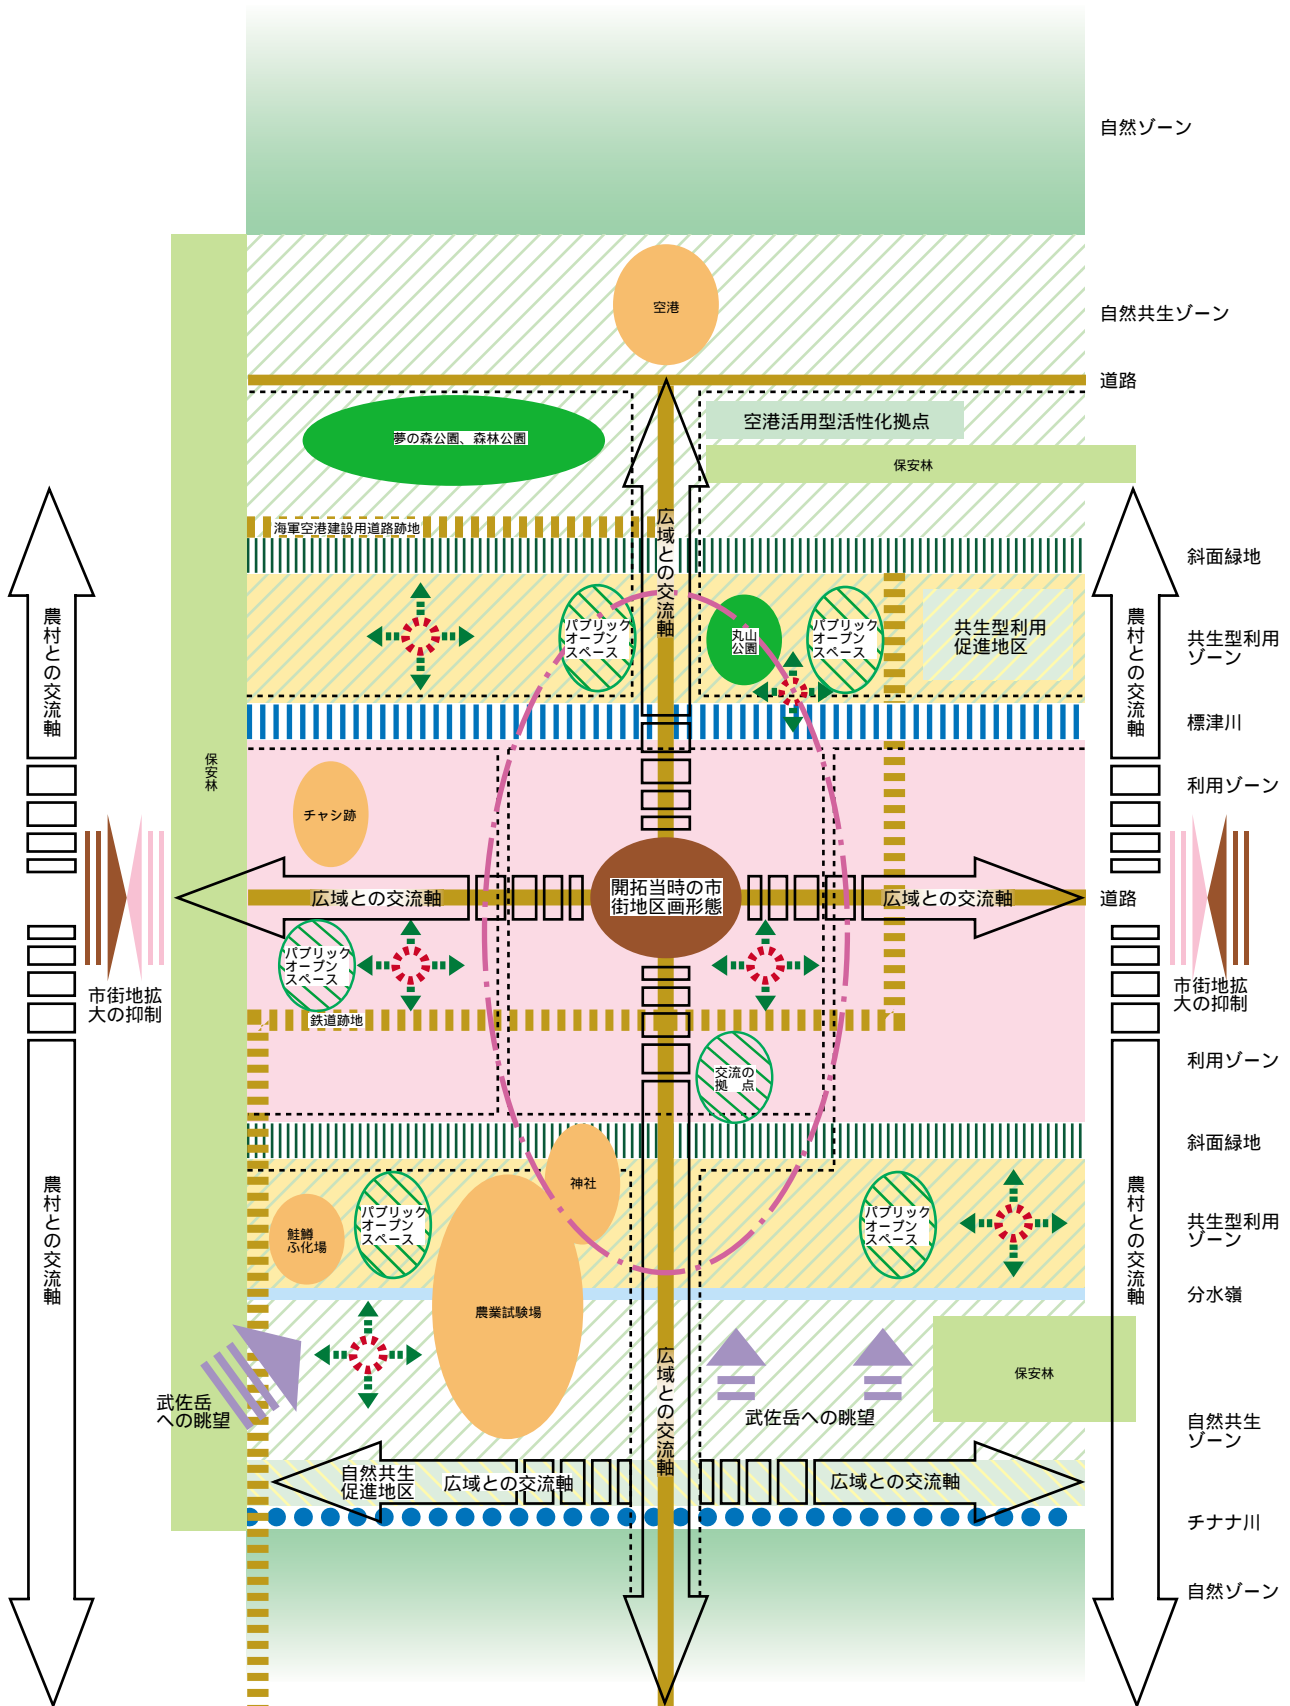 自然ゾーン
空港
自然共生ゾーン
道路
空港活用型活性化拠点
夢の森公園、森林公園
保安林
海軍空港建設用道路跡地
広域との交流軸
斜面緑地
農村との交流軸
パブリック
オープン
スペース
丸山
公園
パブリック
オープン
スペース
共生型利用
促進地区
農村との交流軸
共生型利用
ゾーン
標津川
保安林
利用ゾーン
チャシ跡
開拓当時の市
街地区画形態
広域との交流軸
広域との交流軸
道路
パブリック
オープン
スペース
市街地拡
大の抑制
市街地拡
大の抑制
鉄道跡地
利用ゾーン
交流の
拠　点
斜面緑地
神社
農村との交流軸
農村との交流軸
パブリック
オープン
スペース
パブリック
オープン
スペース
共生型利用
ゾーン
鮭鱒
ふ化場
分水嶺
農業試験場
広域との交流軸
保安林
武佐岳
への眺望
武佐岳への眺望
自然共生
ゾーン
自然共生
促進地区
広域との交流軸
広域との交流軸
チナナ川
自然ゾーン